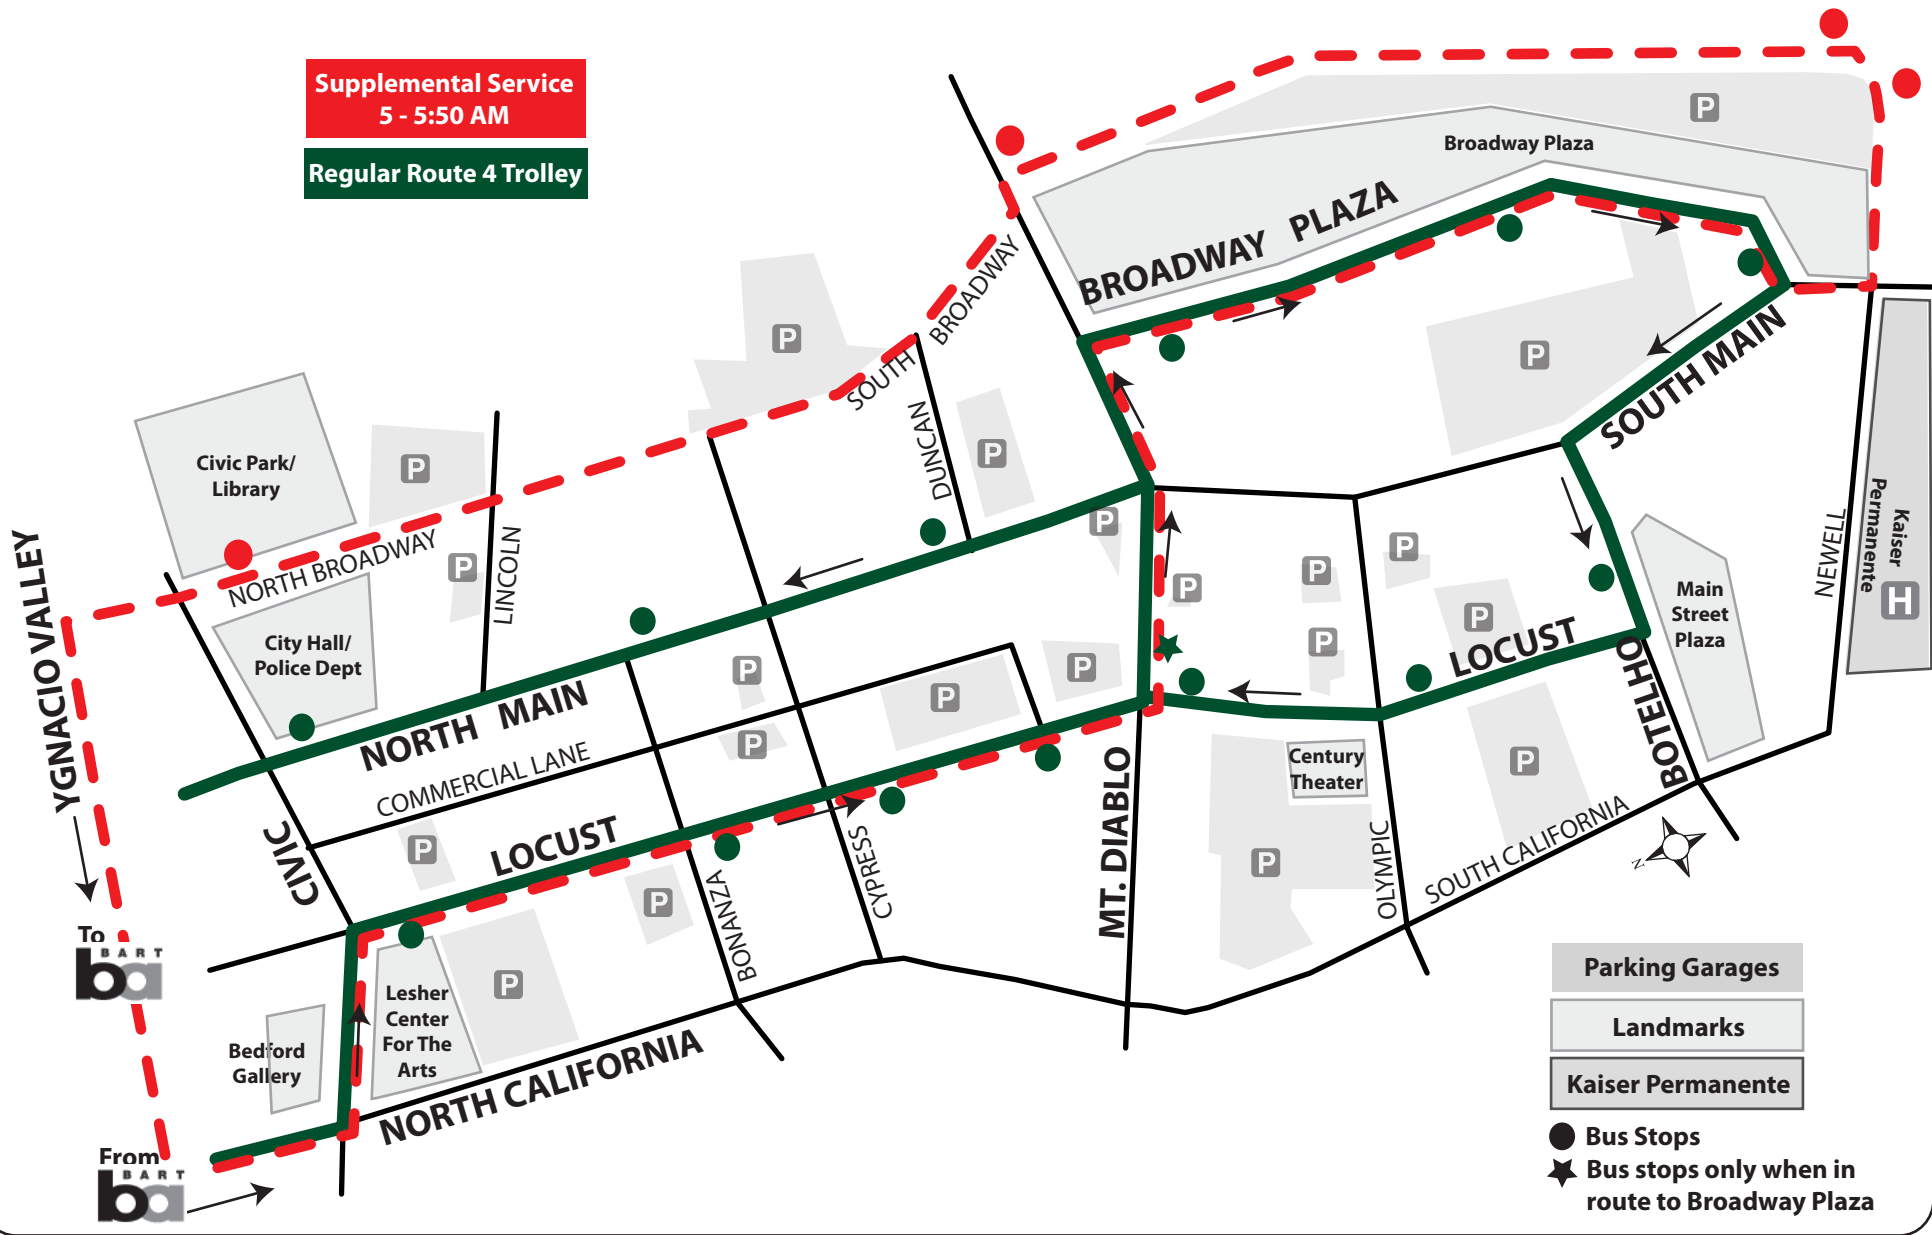 Supplemental Service
5 - 5:50 AM
Regular Route 4 Trolley
P
Broadway Plaza
BROADWAY PLAZA
SOUTH BROADWAY
P
P
SOUTH MAIN
DUNCAN
P
Civic Park/
Library
P
NORTH BROADWAY
LINCOLN
P
P
P
P
P
NEWELL
Kaiser
Permanente
H
Main
Street
Plaza
YGNACIO VALLEY
City Hall/
Police Dept
P
P
LOCUST
BOTELHO
P
P
P
NORTH MAIN
COMMERCIAL LANE
P
Century
Theater
P
MT. DIABLO
CIVIC
P
LOCUST
P
BONANZA
CYPRESS
P
OLYMPIC
SOUTH CALIFORNIA
N
To
BART
ba
Lesher
Center
For The
Arts
P
Bedford
Gallery
NORTH CALIFORNIA
From
BART
ba
Parking Garages
Landmarks
Kaiser Permanente
Bus Stops
Bus stops only when in
route to Broadway Plaza